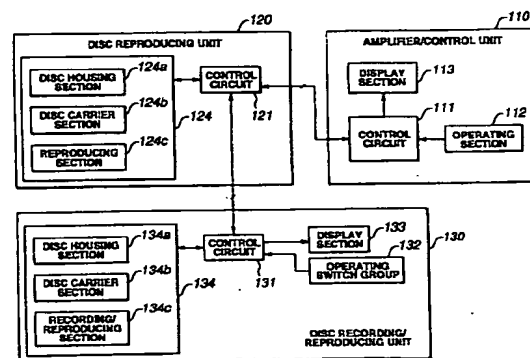 120
DISC REPRODUCING UNIT
DISC HOUSING
SECTION
124a
DISC CARRIER
SECTION
124b
REPRODUCING
SECTION
124c
124
CONTROL
CIRCUIT
121
110
AMPLIFIER/CONTROL UNIT
DISPLAY
SECTION
113
111
CONTROL
CIRCUIT
112
OPERATING
SECTION
DISC HOUSING
SECTION
134a
DISC CARRIER
SECTION
134b
RECORDING/
REPRODUCING
SECTION
134c
134
CONTROL
CIRCUIT
131
DISPLAY
SECTION
133
132
OPERATING
SWITCH GROUP
130
DISC RECORDING/
REPRODUCING UNIT